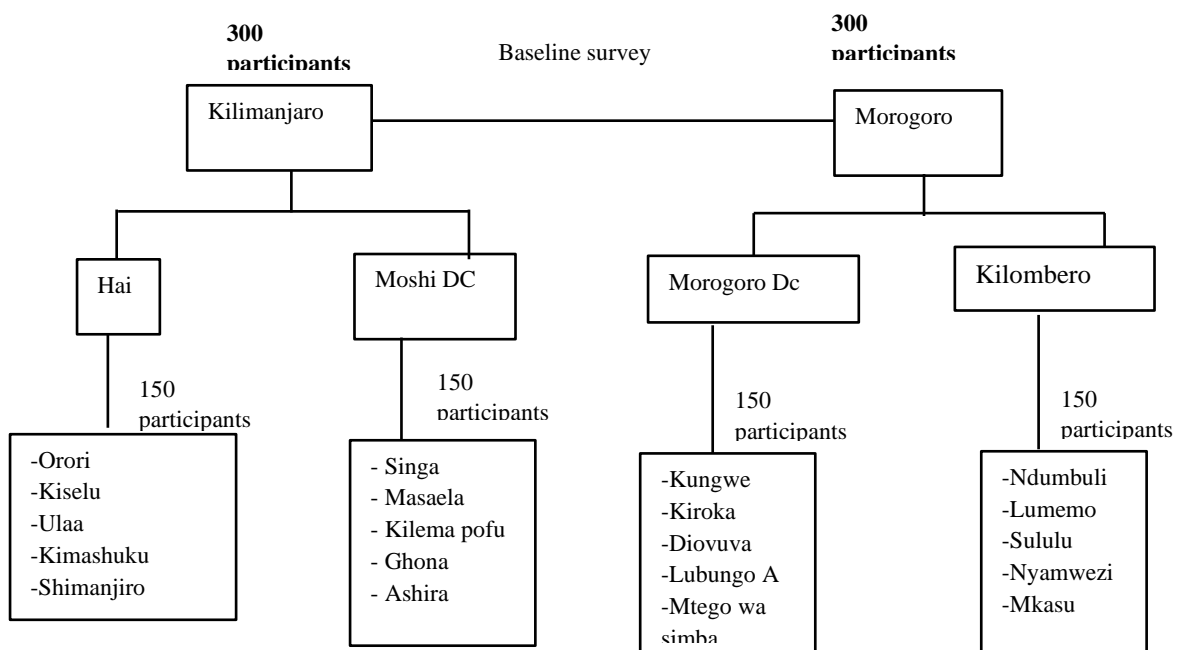 300
participants
Baseline survey
300
participants
Kilimanjaro
Morogoro
Hai
Moshi DC
Morogoro Dc
Kilombero
150
participants
150
participants
150
participants
150
participants
-Orori
-Kiselu
-Ulaa
-Kimashuku
-Shimanjiro
- Singa
- Masaela
- Kilema pofu
- Ghona
- Ashira
-Kungwe
-Kiroka
-Diovuva
-Lubungo A
-Mtego wa
simba
-Ndumbuli
-Lumemo
-Sululu
-Nyamwezi
-Mkasu